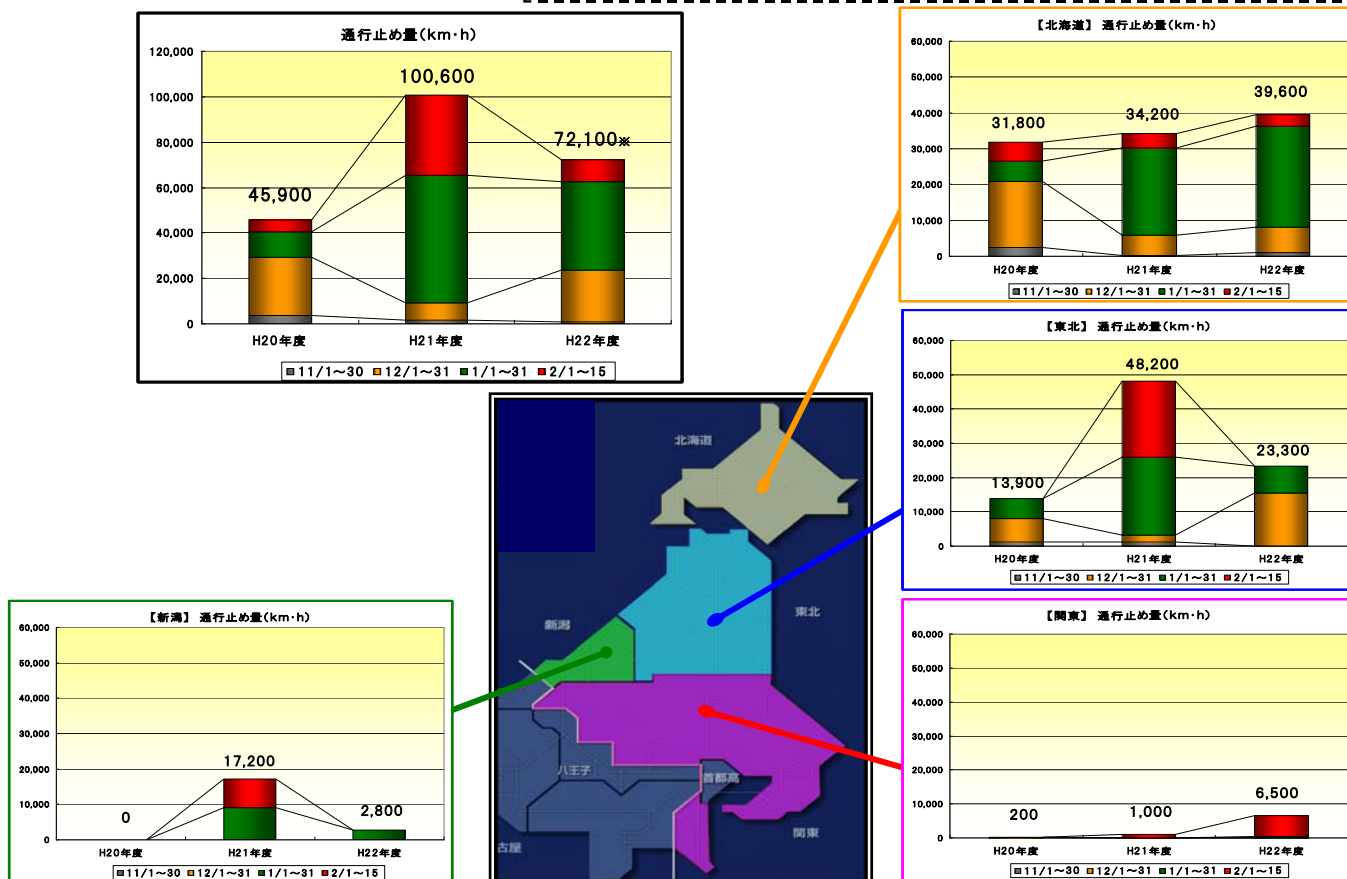 通行止め量(km・h)
120,000
100,000
80,000
60,000
40,000
20,000
0
45,900
100,600
72,100※
H20年度 H21年度 H22年度
11/1～30 12/1～31 1/1～31 2/1～15
【北海道】 通行止め量(km・h)
60,000
50,000
40,000
30,000
20,000
10,000
0
31,800
34,200
39,600
H20年度 H21年度 H22年度
11/1～30 12/1～31 1/1～31 2/1～15
【東北】 通行止め量(km・h)
60,000
50,000
40,000
30,000
20,000
10,000
0
13,900
48,200
23,300
H20年度 H21年度 H22年度
11/1～30 12/1～31 1/1～31 2/1～15
北海道
東北
新潟
八王子
首都高
関東
古屋
【新潟】 通行止め量(km・h)
60,000
50,000
40,000
30,000
20,000
10,000
0
0
17,200
2,800
H20年度 H21年度 H22年度
11/1～30 12/1～31 1/1～31 2/1～15
【関東】 通行止め量(km・h)
60,000
50,000
40,000
30,000
20,000
10,000
0
200
1,000
6,500
H20年度 H21年度 H22年度
11/1～30 12/1～31 1/1～31 2/1～15